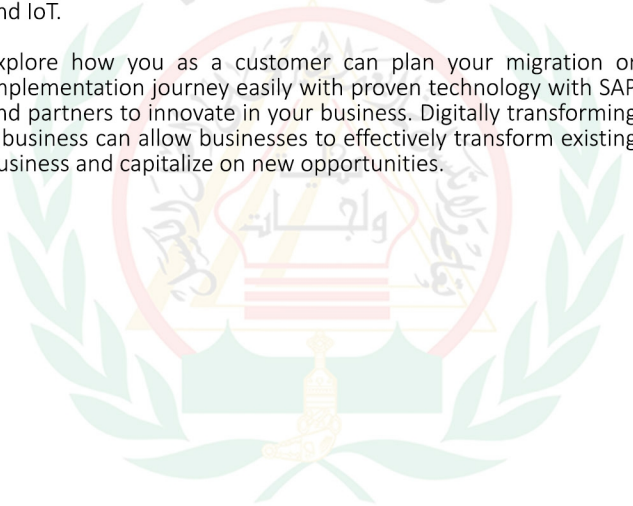 nd IoT.
xplore how you as a customer can plan your migration or
mplementation journey easily with proven technology with SAP
nd partners to innovate in your business. Digitally transforming
business can allow businesses to effectively transform existing
usiness and capitalize on new opportunities.
واجبات